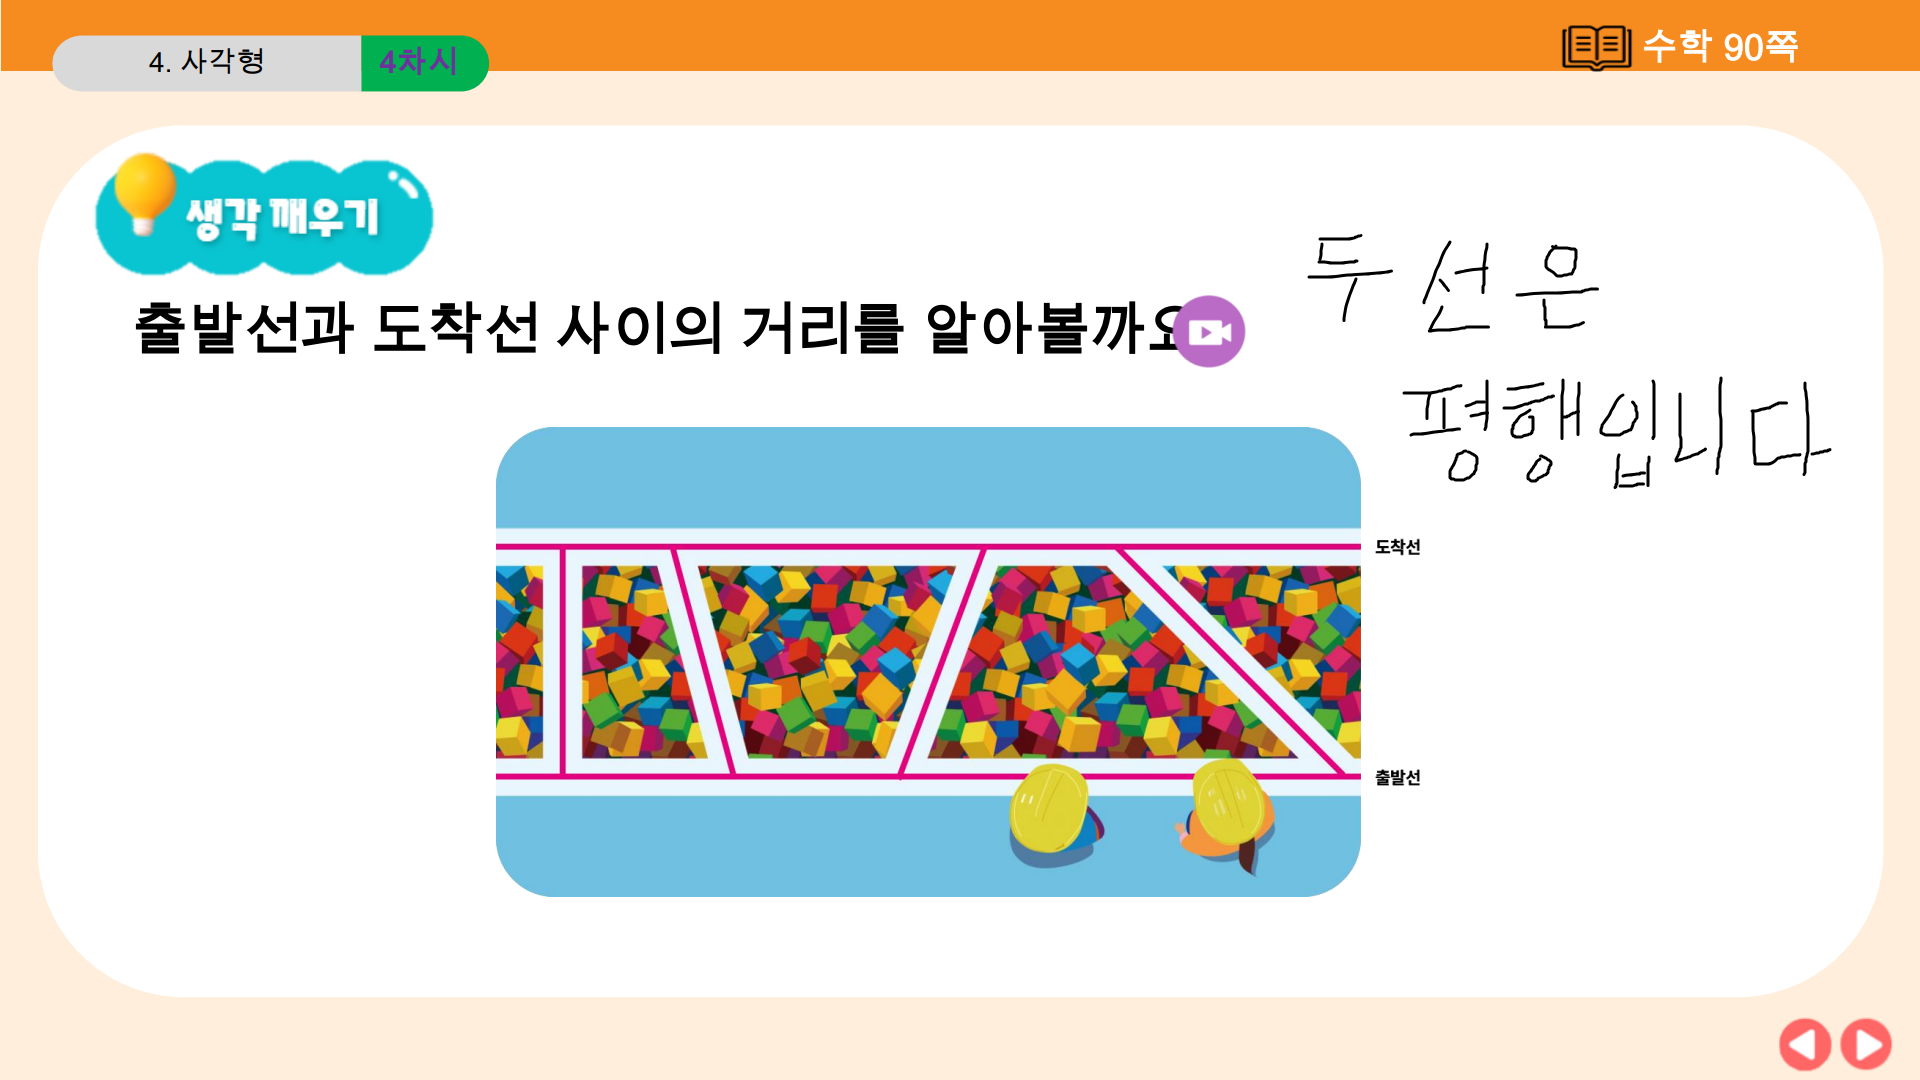 4. 사각형
4차시
수학 90쪽
생각 깨우기
출발선과 도착선 사이의 거리를 알아볼까요
두 선은
평행입니다
도착선
출발선